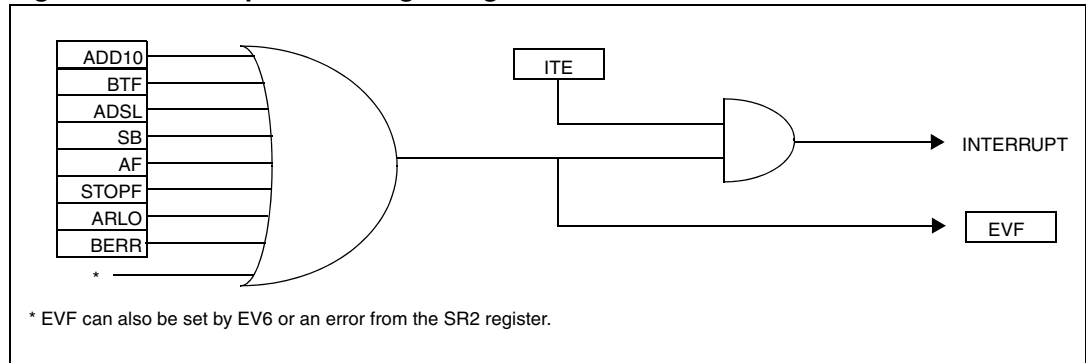 ADD10
BTF
ADSL
SB
AF
STOPF
ARLO
BERR
*
ITE
INTERRUPT
EVF
* EVF can also be set by EV6 or an error from the SR2 register.